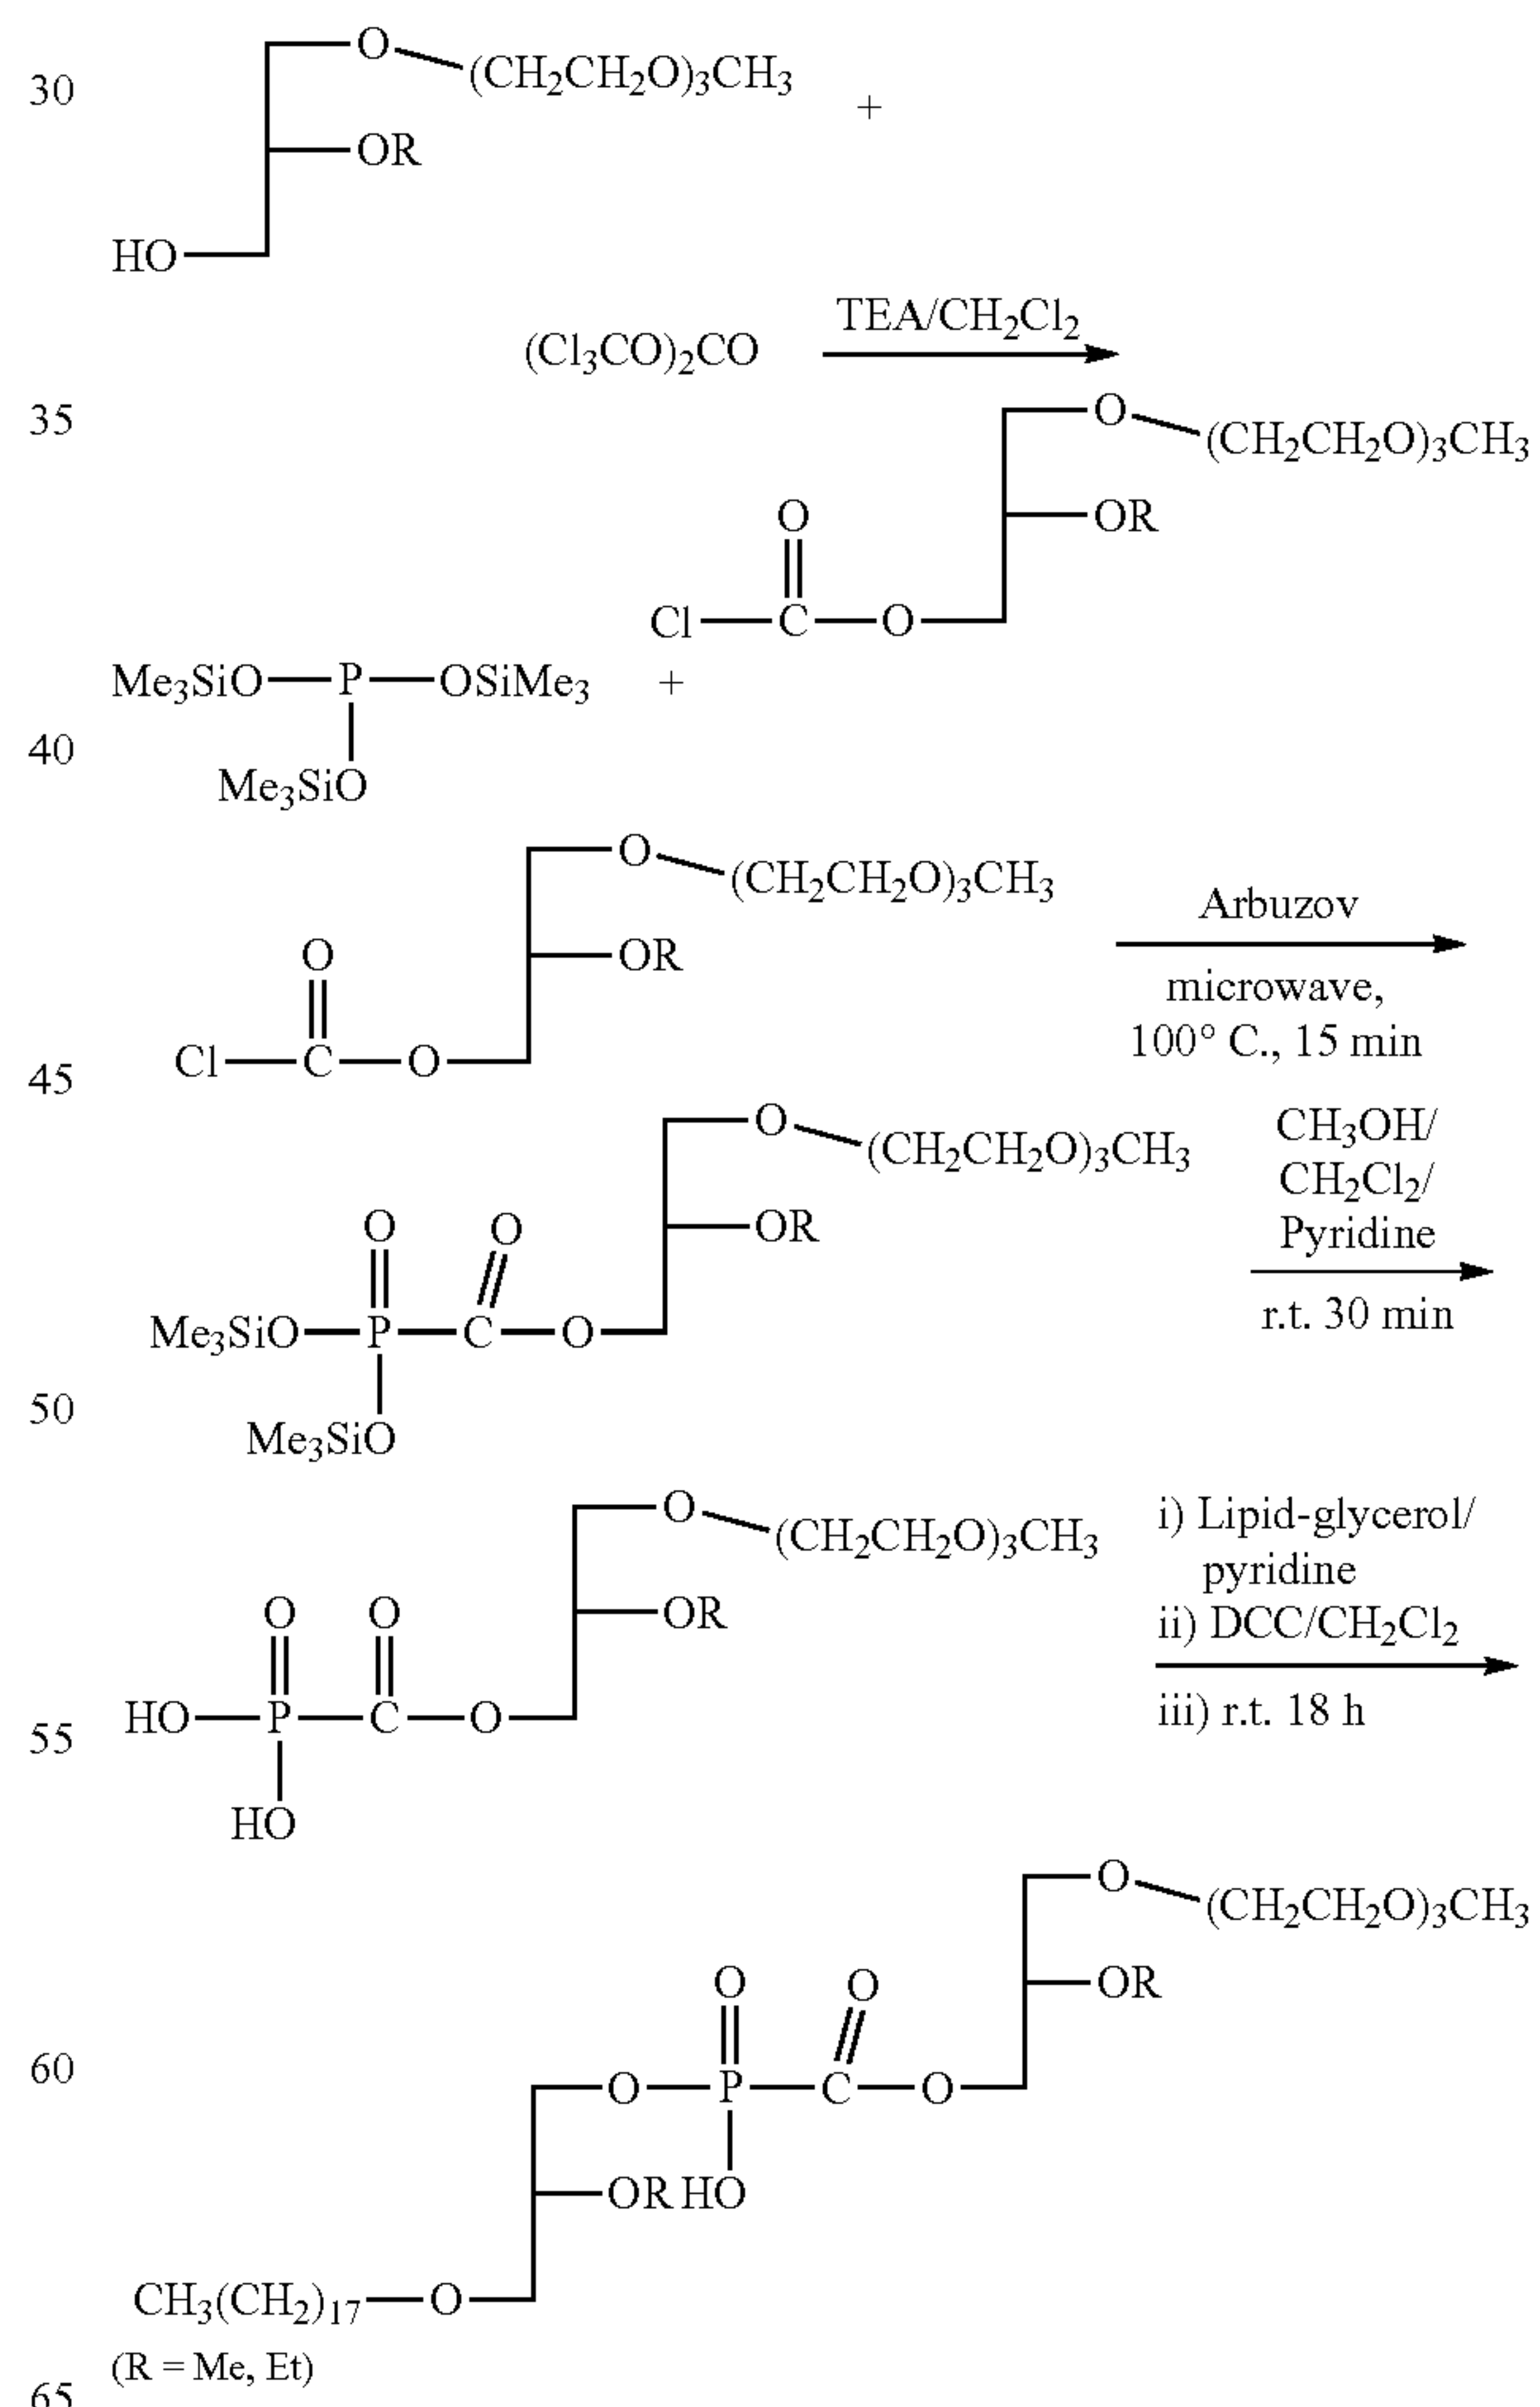 30
O
(CH2CH2O)3CH3
+
OR
HO
(Cl3CO)2CO
TEA/CH2Cl2
35
O
(CH2CH2O)3CH3
O
OR
Cl C O
Me3SiO P OSiMe3 +
40
Me3SiO
O
(CH2CH2O)3CH3
Arbuzov
O
OR
microwave,
100° C., 15 min
45
Cl C O
O
(CH2CH2O)3CH3
CH3OH/
CH2Cl2/
Pyridine
r.t. 30 min
O O
OR
Me3SiO P C O
50
Me3SiO
O
(CH2CH2O)3CH3
i) Lipid-glycerol/
pyridine
ii) DCC/CH2Cl2
iii) r.t. 18 h
O O
OR
55
HO P C O
HO
O
(CH2CH2O)3CH3
O O
OR
60
O P C O
OR HO
CH3(CH2)17 O
(R = Me, Et)
65